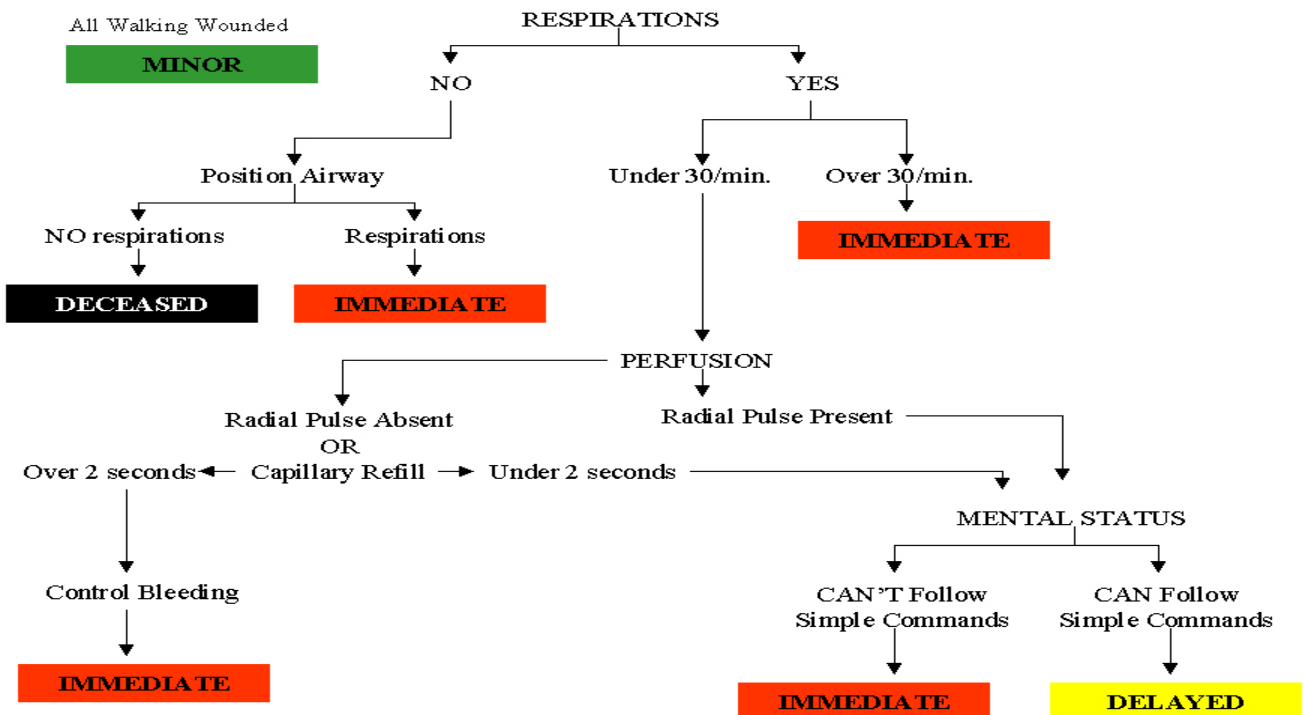 All Walking Wounded
MINOR
RESPIRATIONS
NO
YES
Position Airway
Under 30/min.
Over 30/min.
NO respirations
Respirations
IMMEDIATE
DECEASED
IMMEDIATE
PERFUSION
Radial Pulse Absent
OR
Radial Pulse Present
Over 2 seconds
Capillary Refill
Under 2 seconds
MENTAL STATUS
Control Bleeding
CAN'T Follow
Simple Commands
CAN Follow
Simple Commands
IMMEDIATE
IMMEDIATE
DELAYED